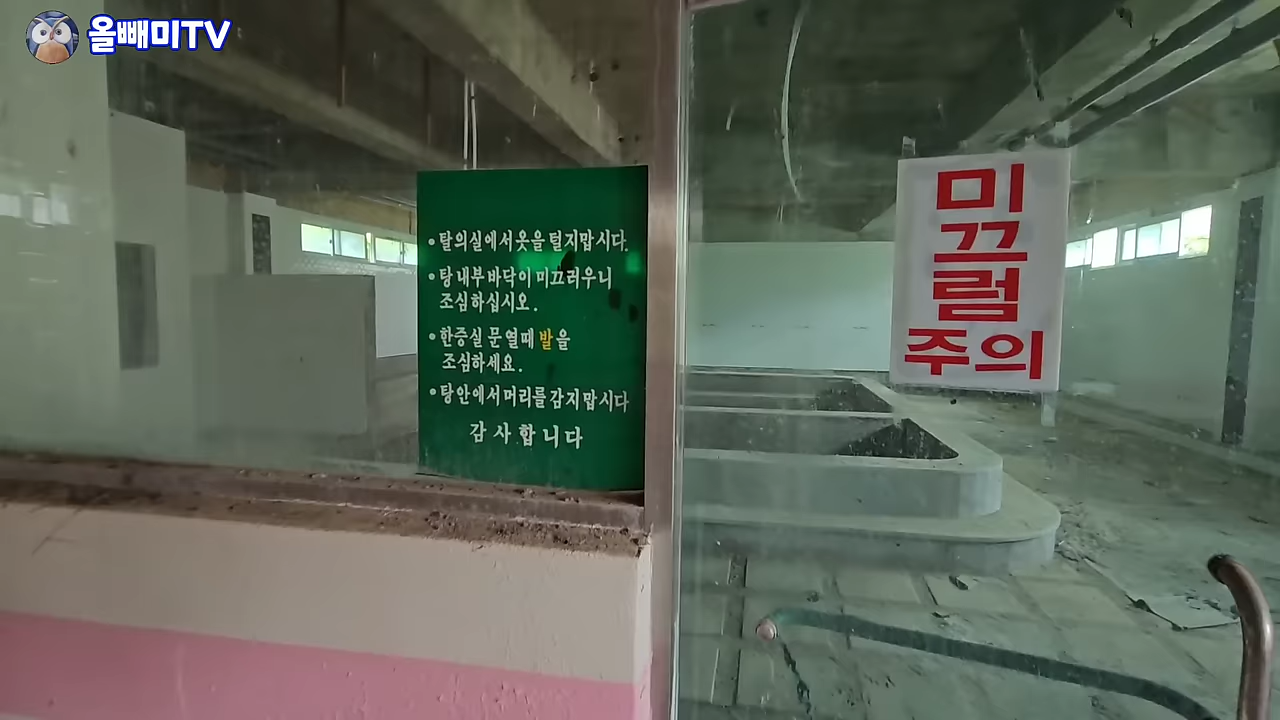 올빼미TV
• 탈의실에서 옷을 털지맙시다.
• 탕내부 바닥이 미끄러우니
조심하십시오.
• 한증실 문 열때 발을
조심하세요.
• 탕안에서 머리를 감지 맙시다
감사합니다
미
끄
럼
주의